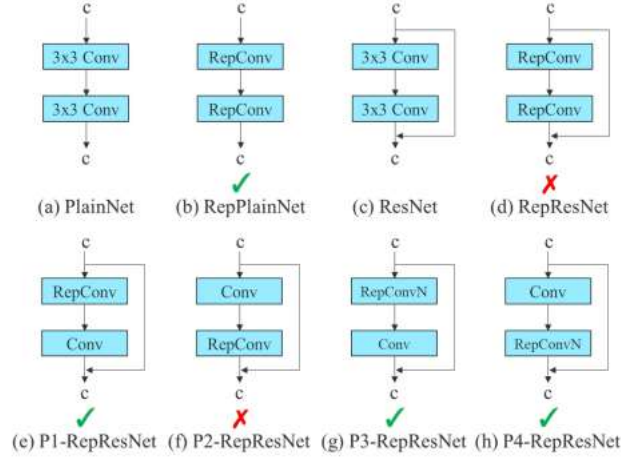 c c c c
3x3 Conv RepConv 3x3 Conv RepConv
3x3 Conv RepConv 3x3 Conv RepConv
c c c c
(a) PlainNet (b) RepPlainNet (c) ResNet (d) RepResNet
c c c c
RepConv Conv RepConvN Conv
Conv RepConv Conv RepConvN
c c c c
(e) P1-RepResNet (f) P2-RepResNet (g) P3-RepResNet (h) P4-RepResNet